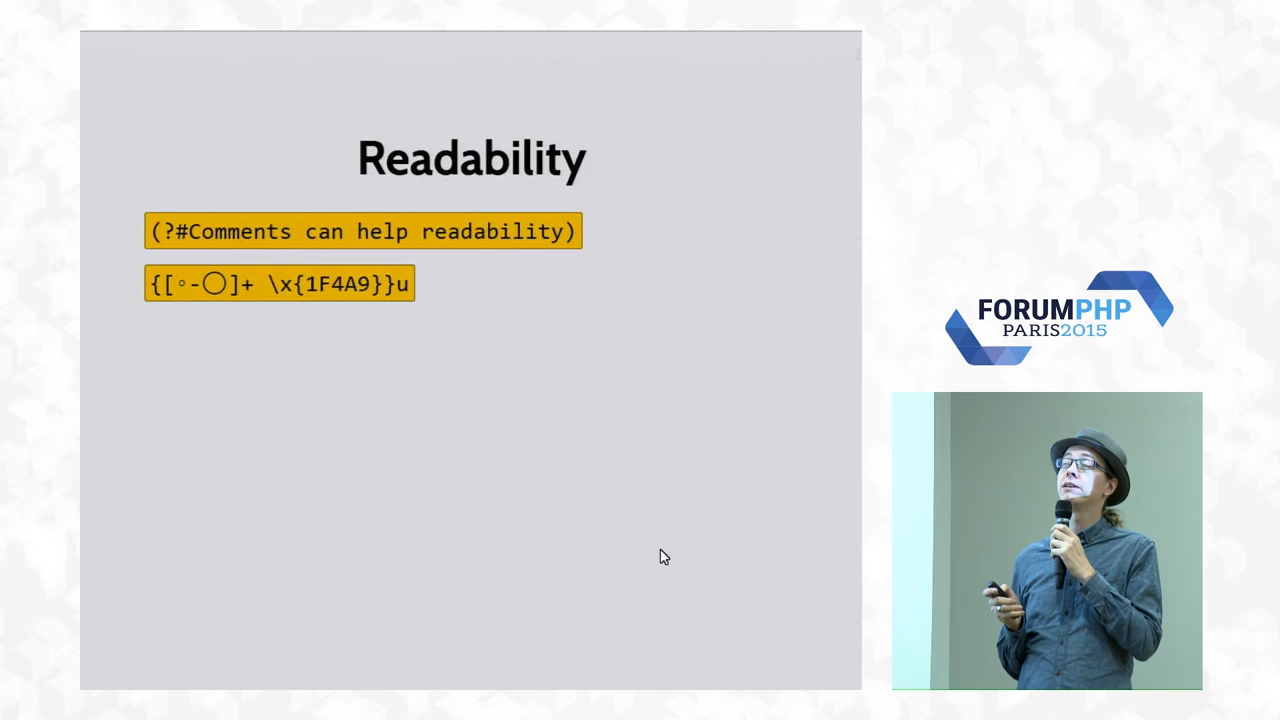 Readability
(?#Comments can help readability)
{[◦-◯]+ \x{1F4A9}}u
FORUMPHP
PARIS2015